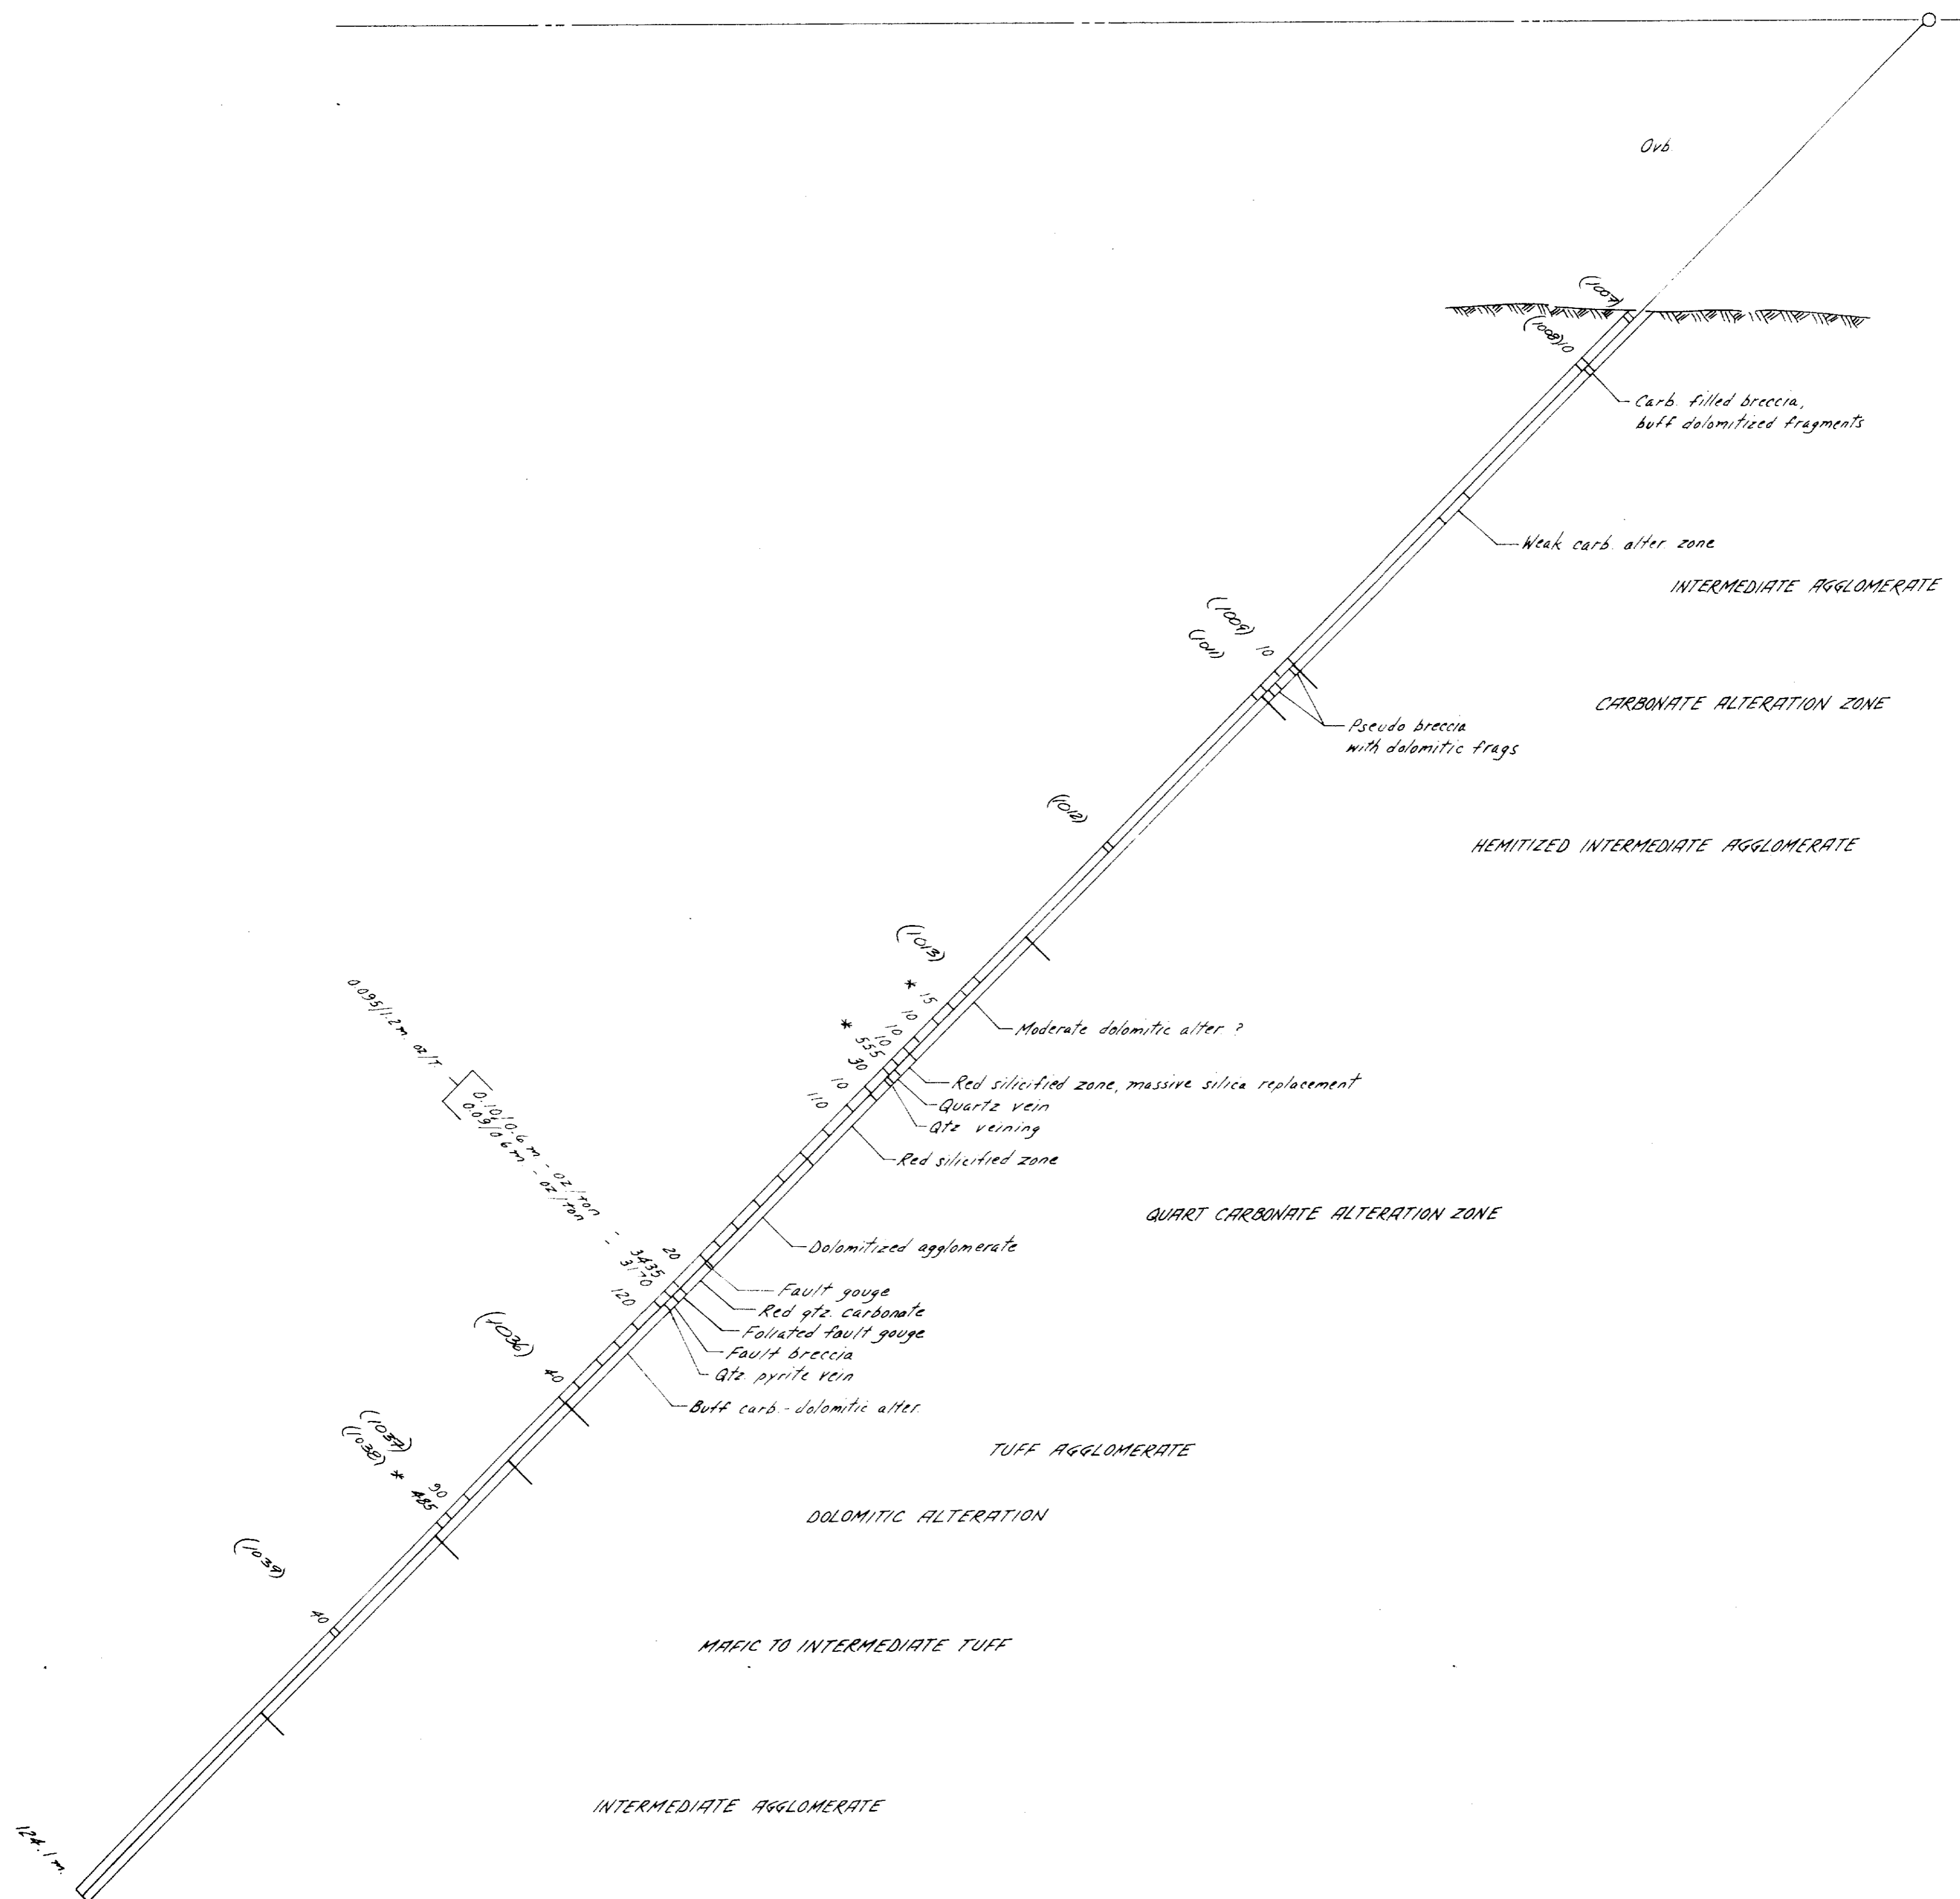 Ovb.
(1007)
(1008) 10
Carb. filled breccia,
buff dolomitized fragments
Weak carb. alter. zone
INTERMEDIATE AGGLOMERATE
(1009) 10
(1011)
CARBONATE ALTERATION ZONE
Pseudo breccia
with dolomitic frags
(1012)
HEMITIZED INTERMEDIATE AGGLOMERATE
(1013)
* 15
10
10
10
* 555
30
10
110
Moderate dolomitic alter ?
Red silicified zone, massive silica replacement
Quartz vein
Qtz veining
Red silicified zone
QUART CARBONATE ALTERATION ZONE
0.095/1.2m. oz/T.
0.10/0.6m - oz/ton - 3435
0.09/0.6m - oz/ton - 3170
20
120
Dolomitized agglomerate
Fault gouge
Red qtz. carbonate
Foliated fault gouge
Fault breccia
Qtz. pyrite vein
Buff carb. - dolomitic alter.
(1036) 40
TUFF AGGLOMERATE
(1037) 90
(1038) * 485
DOLOMITIC ALTERATION
(1039)
40
MAFIC TO INTERMEDIATE TUFF
INTERMEDIATE AGGLOMERATE
124.1 m.